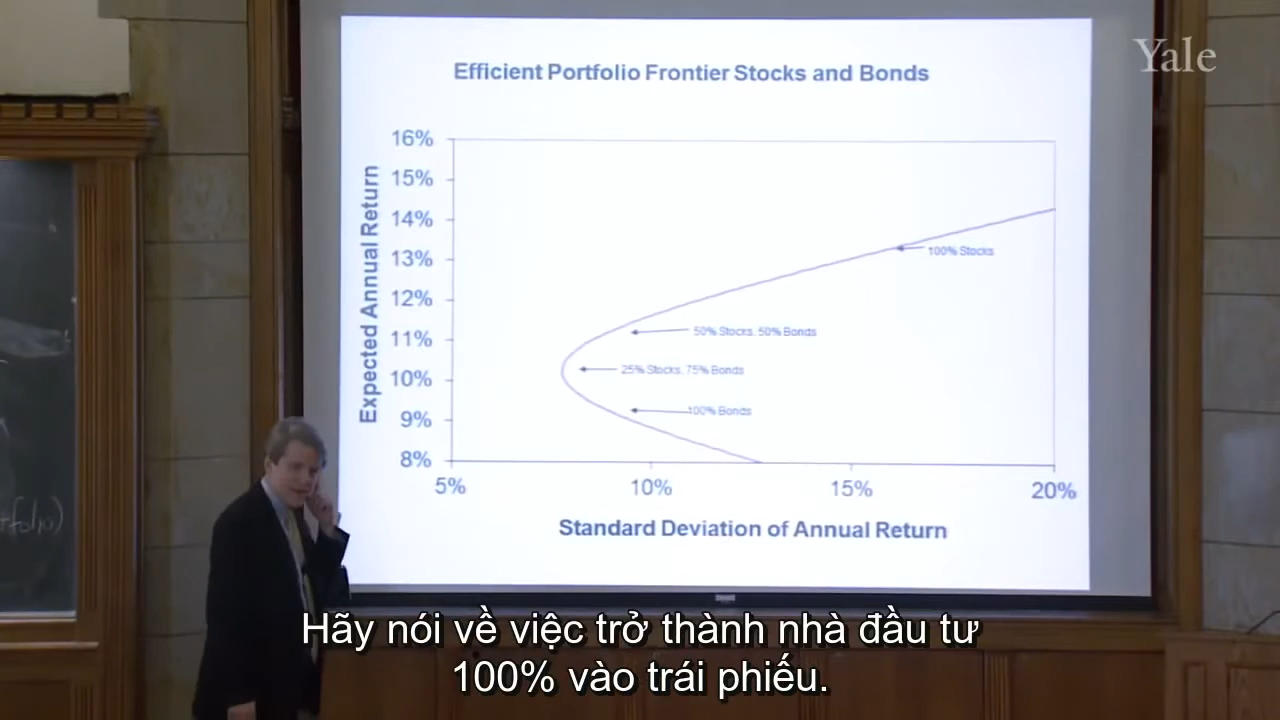 Yale
Efficient Portfolio Frontier Stocks and Bonds
Expected Annual Return
16%
15%
14%
13%
12%
11%
10%
9%
8%
100% Stocks
50% Stocks, 50% Bonds
25% Stocks, 75% Bonds
100% Bonds
5%
10%
15%
20%
Standard Deviation of Annual Return
Hãy nói về việc trở thành nhà đầu tư
100% vào trái phiếu.